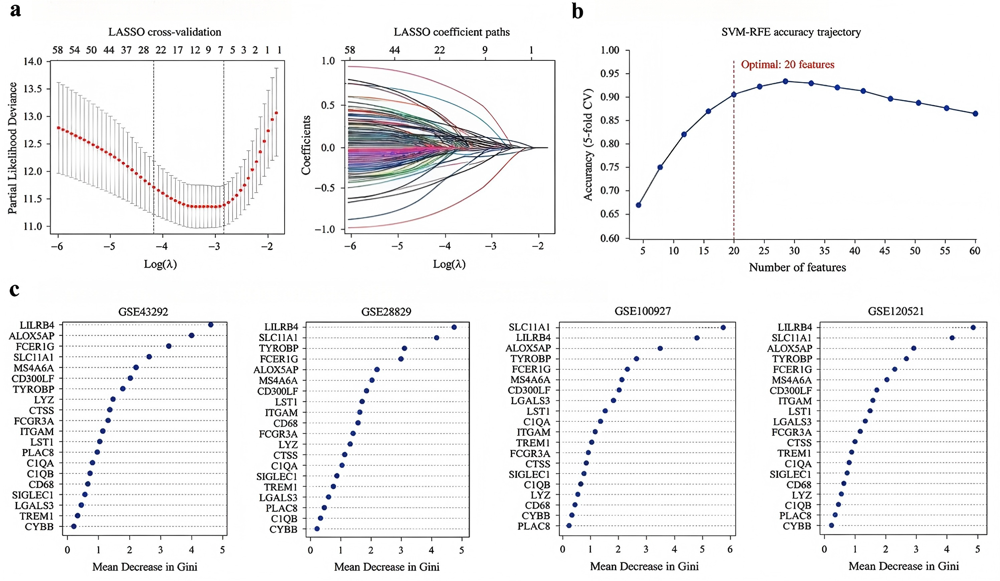 a
LASSO cross-validation
58 54 50 44 37 28 22 17 12 9 7 5 3 2 1 1
14.0
13.5
13.0
12.5
12.0
11.5
11.0
Partial Likelihood Deviance
−6 −5 −4 −3 −2
Log(λ)
LASSO coefficient paths
58 44 22 9 1
1.0
0.5
0.0
−0.5
−1.0
Coefficients
−6 −5 −4 −3 −2
Log(λ)
b
SVM-RFE accuracy trajectory
Optimal: 20 features
1.00
0.95
0.90
0.85
0.80
0.75
0.70
0.65
0.60
Accurancy (5-fold CV)
5 10 15 20 25 30 35 40 45 50 55 60
Number of features
c
GSE43292
LILRB4
ALOX5AP
FCER1G
SLC11A1
MS4A6A
CD300LF
TYROBP
LYZ
CTSS
FCGR3A
ITGAM
LST1
PLAC8
C1QA
C1QB
CD68
SIGLEC1
LGALS3
TREM1
CYBB
0 1 2 3 4 5
Mean Decrease in Gini
GSE28829
LILRB4
SLC11A1
TYROBP
FCER1G
ALOX5AP
MS4A6A
CD300LF
LST1
ITGAM
CD68
FCGR3A
LYZ
CTSS
C1QA
SIGLEC1
TREM1
LGALS3
PLAC8
C1QB
CYBB
0 1 2 3 4 5
Mean Decrease in Gini
GSE100927
SLC11A1
LILRB4
ALOX5AP
TYROBP
FCER1G
MS4A6A
CD300LF
LGALS3
LST1
C1QA
ITGAM
TREM1
FCGR3A
CTSS
SIGLEC1
C1QB
LYZ
CD68
CYBB
PLAC8
0 1 2 3 4 5 6
Mean Decrease in Gini
GSE120521
LILRB4
SLC11A1
ALOX5AP
TYROBP
FCER1G
MS4A6A
CD300LF
ITGAM
LST1
LGALS3
FCGR3A
CTSS
TREM1
C1QA
SIGLEC1
CD68
LYZ
C1QB
PLAC8
CYBB
0 1 2 3 4 5
Mean Decrease in Gini